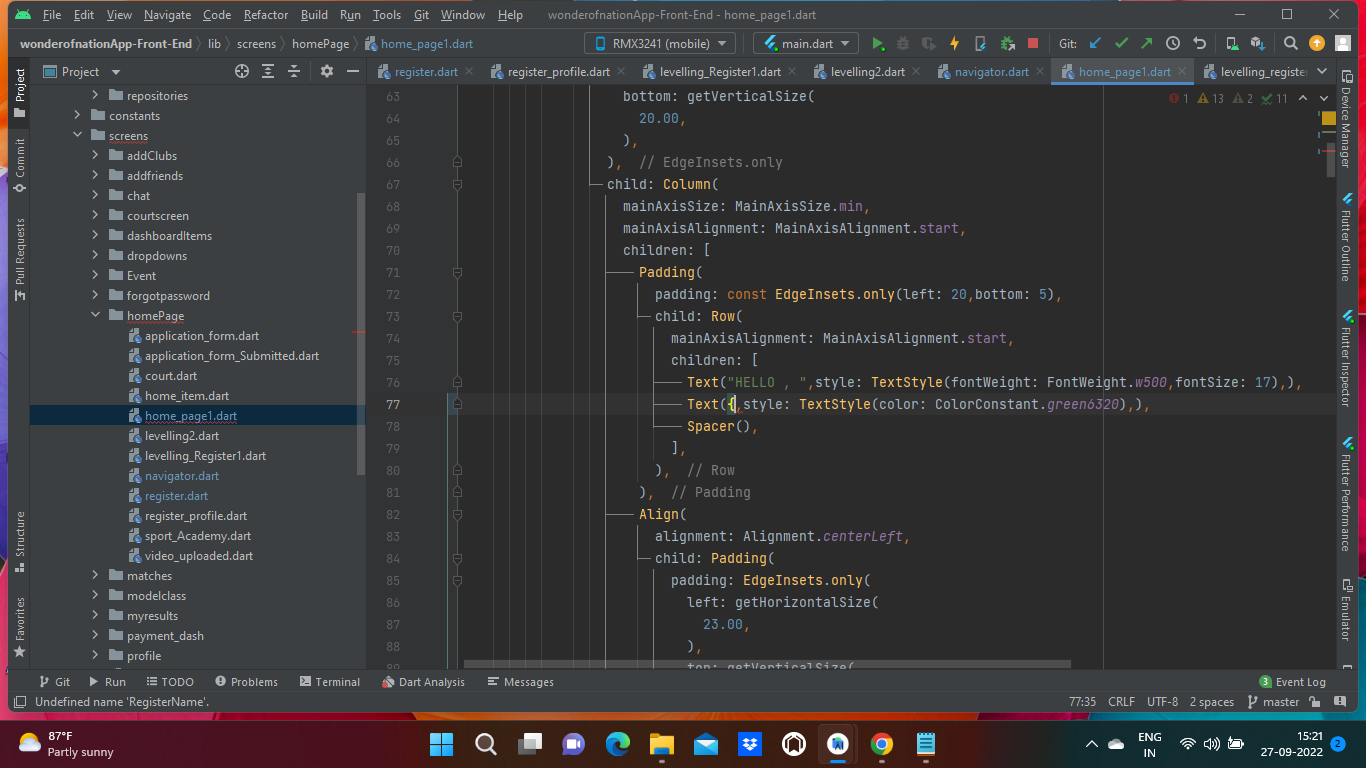 File Edit View Navigate Code Refactor Build Run Tools Git Window Help wonderofnationApp-Front-End - home_page1.dart
wonderofnationApp-Front-End lib screens homePage home_page1.dart RMX3241 (mobile) main.dart Git:
Project register.dart register_profile.dart levelling_Register1.dart levelling2.dart navigator.dart home_page1.dart levelling_registe
Project
Commit
Pull Requests
Structure
Favorites
repositories
constants
screens
addClubs
addfriends
chat
courtscreen
dashboardItems
dropdowns
Event
forgotpassword
homePage
application_form.dart
application_form_Submitted.dart
court.dart
home_item.dart
home_page1.dart
levelling2.dart
levelling_Register1.dart
navigator.dart
register.dart
register_profile.dart
sport_Academy.dart
video_uploaded.dart
matches
modelclass
myresults
payment_dash
profile
1 13 2 11
63 bottom: getVerticalSize(
64 20.00,
65 ),
66 ), // EdgeInsets.only
67 child: Column(
68 mainAxisSize: MainAxisSize.min,
69 mainAxisAlignment: MainAxisAlignment.start,
70 children: [
71 Padding(
72 padding: const EdgeInsets.only(left: 20,bottom: 5),
73 child: Row(
74 mainAxisAlignment: MainAxisAlignment.start,
75 children: [
76 Text("HELLO , ",style: TextStyle(fontWeight: FontWeight.w500,fontSize: 17),),
77 Text({,style: TextStyle(color: ColorConstant.green6320),),
78 Spacer(),
79 ],
80 ), // Row
81 ), // Padding
82 Align(
83 alignment: Alignment.centerLeft,
84 child: Padding(
85 padding: EdgeInsets.only(
86 left: getHorizontalSize(
87 23.00,
88 ),
89 top: getVerticalSize(
Device Manager
Flutter Outline
Flutter Inspector
Flutter Performance
Emulator
Git Run TODO Problems Terminal Dart Analysis Messages 3 Event Log
Undefined name 'RegisterName'. 77:35 CRLF UTF-8 2 spaces master
87°F
Partly sunny
ENG
IN
15:21
27-09-2022
2